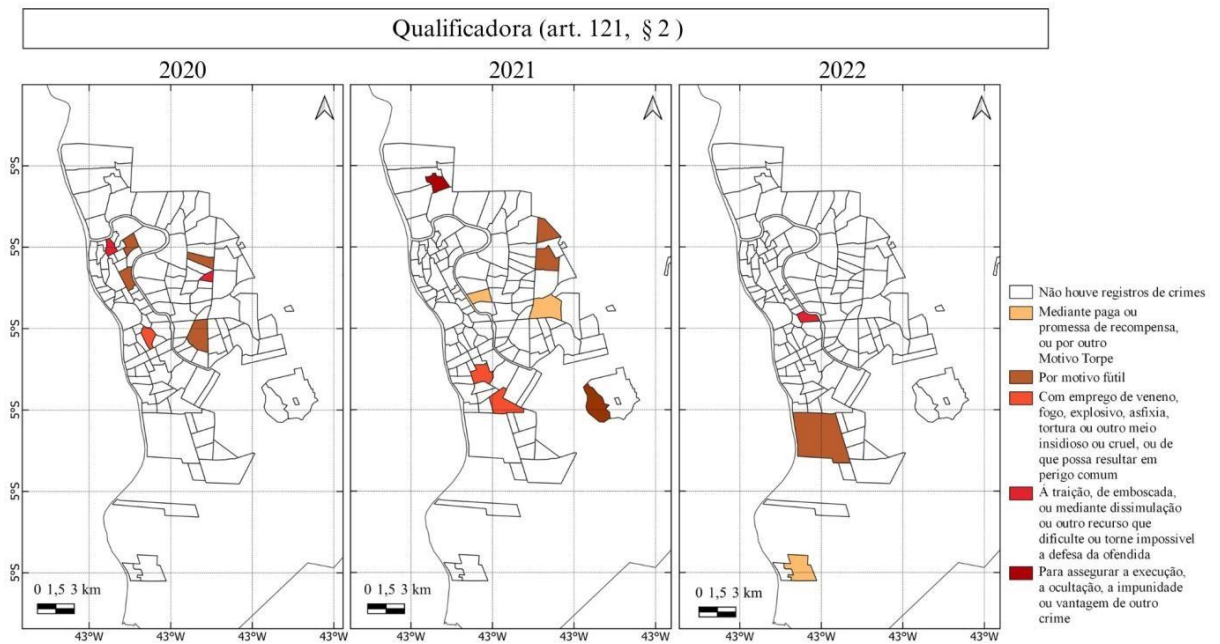 Qualificadora (art. 121, § 2 )
2020
2021
2022
5°S
5°S
5°S
5°S
5°S
5°S
0 1,5 3 km
0 1,5 3 km
0 1,5 3 km
43°W
43°W
43°W
43°W
43°W
43°W
43°W
43°W
43°W
43°W
43°W
43°W
Não houve registros de crimes
Mediante paga ou
promessa de recompensa,
ou por outro
Motivo Torpe
Por motivo fútil
Com emprego de veneno,
fogo, explosivo, asfixia,
tortura ou outro meio
insidioso ou cruel, ou de
que possa resultar em
perigo comum
À traição, de emboscada,
ou mediante dissimulação
ou outro recurso que
dificulte ou torne impossivel
a defesa da ofendida
Para assegurar a execução,
a ocultação, a impunidade
ou vantagem de outro
crime